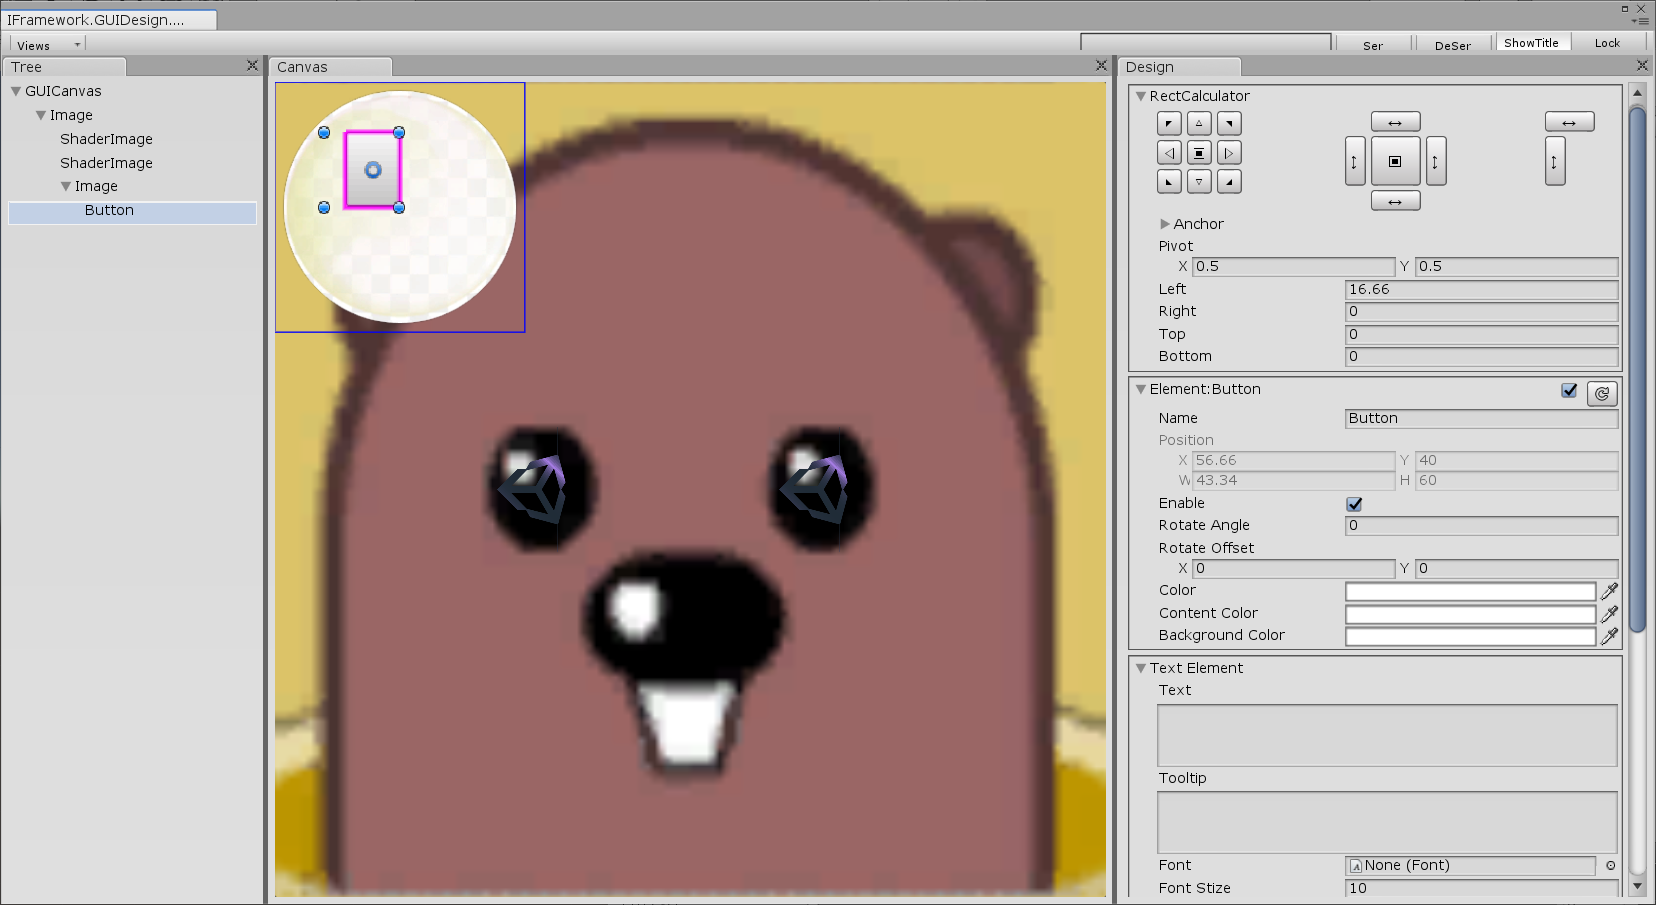 IFramework.GUIDesign....
Views
Ser
DeSer
ShowTitle
Lock
Tree
Canvas
Design
GUICanvas
Image
ShaderImage
ShaderImage
Image
Button
RectCalculator
Anchor
Pivot
X 0.5 Y 0.5
Left 16.66
Right 0
Top 0
Bottom 0
Element:Button
Name Button
Position
X 56.66 Y 40
W 43.34 H 60
Enable
Rotate Angle 0
Rotate Offset
X 0 Y 0
Color
Content Color
Background Color
Text Element
Text
Tooltip
Font None (Font)
Font Stize 10